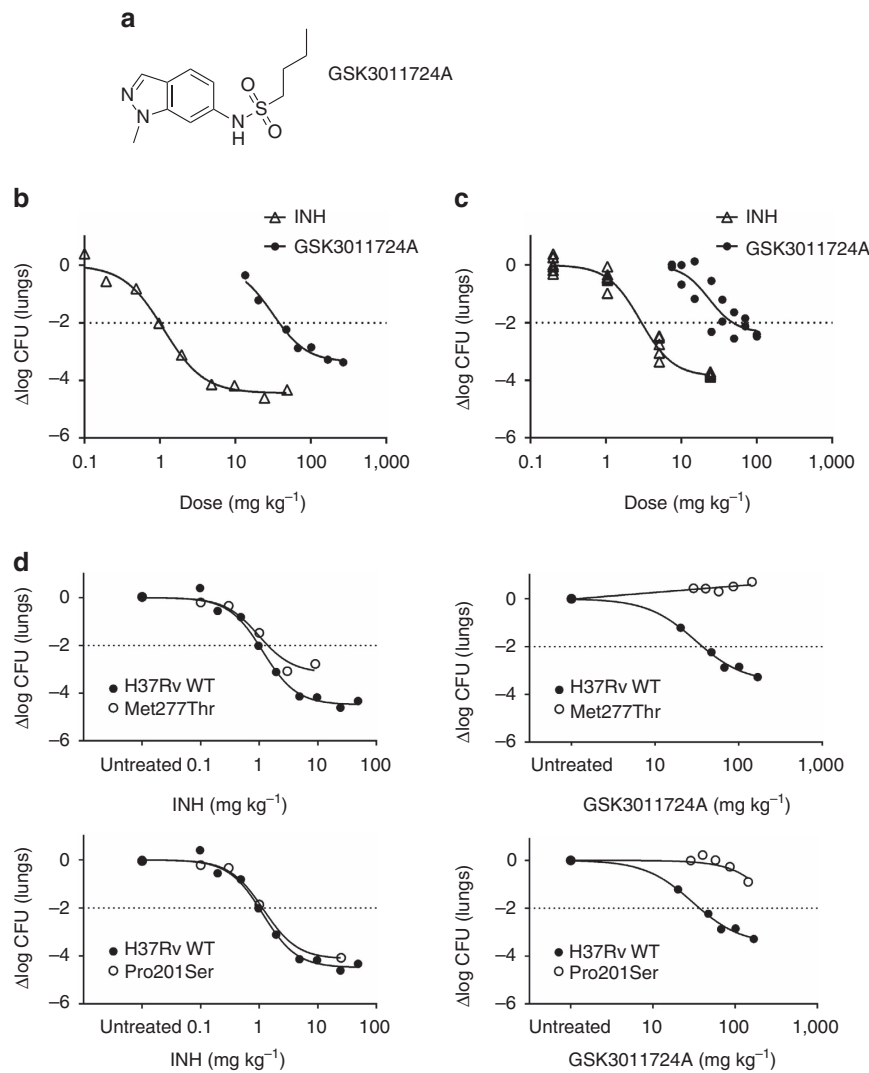 a
N
N
N
H
O
S
O
GSK3011724A
b
INH
GSK3011724A
0
−2
−4
−6
Δlog CFU (lungs)
0.1 1 10 100 1,000
Dose (mg kg⁻¹)
c
INH
GSK3011724A
0
−2
−4
−6
Δlog CFU (lungs)
0.1 1 10 100 1,000
Dose (mg kg⁻¹)
d
0
−2
−4
−6
Δlog CFU (lungs)
H37Rv WT
Met277Thr
Untreated 0.1 1 10 100
INH (mg kg⁻¹)
0
−2
−4
−6
Δlog CFU (lungs)
H37Rv WT
Met277Thr
Untreated 10 100 1,000
GSK3011724A (mg kg⁻¹)
0
−2
−4
−6
Δlog CFU (lungs)
H37Rv WT
Pro201Ser
Untreated 0.1 1 10 100
INH (mg kg⁻¹)
0
−2
−4
−6
Δlog CFU (lungs)
H37Rv WT
Pro201Ser
Untreated 10 100 1,000
GSK3011724A (mg kg⁻¹)